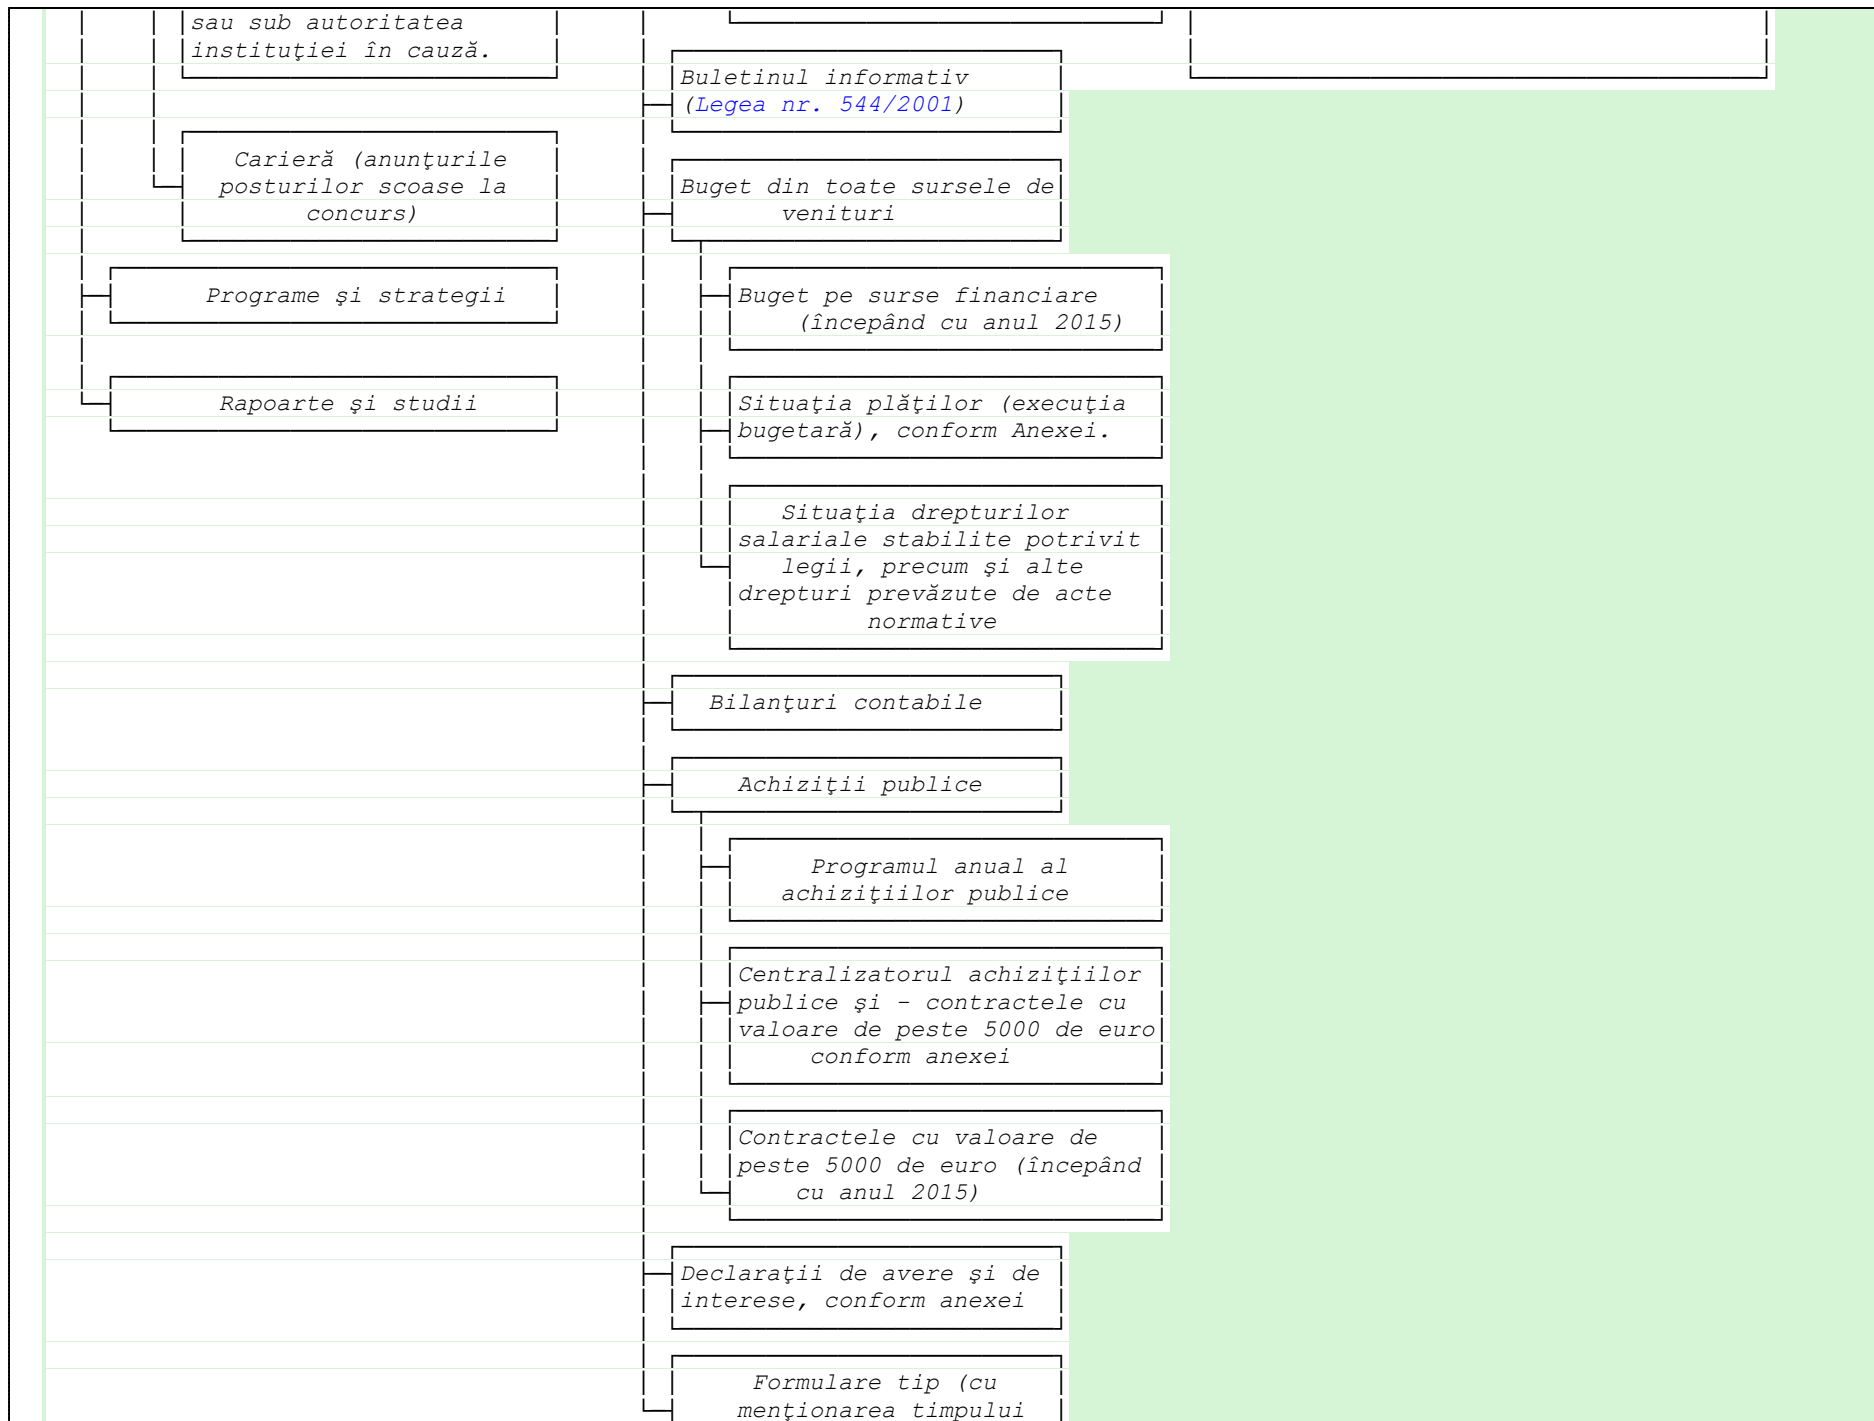 sau sub autoritatea
instituţiei în cauză.
Carieră (anunţurile
posturilor scoase la
concurs)
Programe şi strategii
Rapoarte şi studii
Buletinul informativ
(Legea nr. 544/2001)
Buget din toate sursele de
venituri
Buget pe surse financiare
(începând cu anul 2015)
Situaţia plăţilor (execuţia
bugetară), conform Anexei.
Situaţia drepturilor
salariale stabilite potrivit
legii, precum şi alte
drepturi prevăzute de acte
normative
Bilanţuri contabile
Achiziţii publice
Programul anual al
achiziţiilor publice
Centralizatorul achiziţiilor
publice şi - contractele cu
valoare de peste 5000 de euro
conform anexei
Contractele cu valoare de
peste 5000 de euro (începând
cu anul 2015)
Declaraţii de avere şi de
interese, conform anexei
Formulare tip (cu
menţionarea timpului